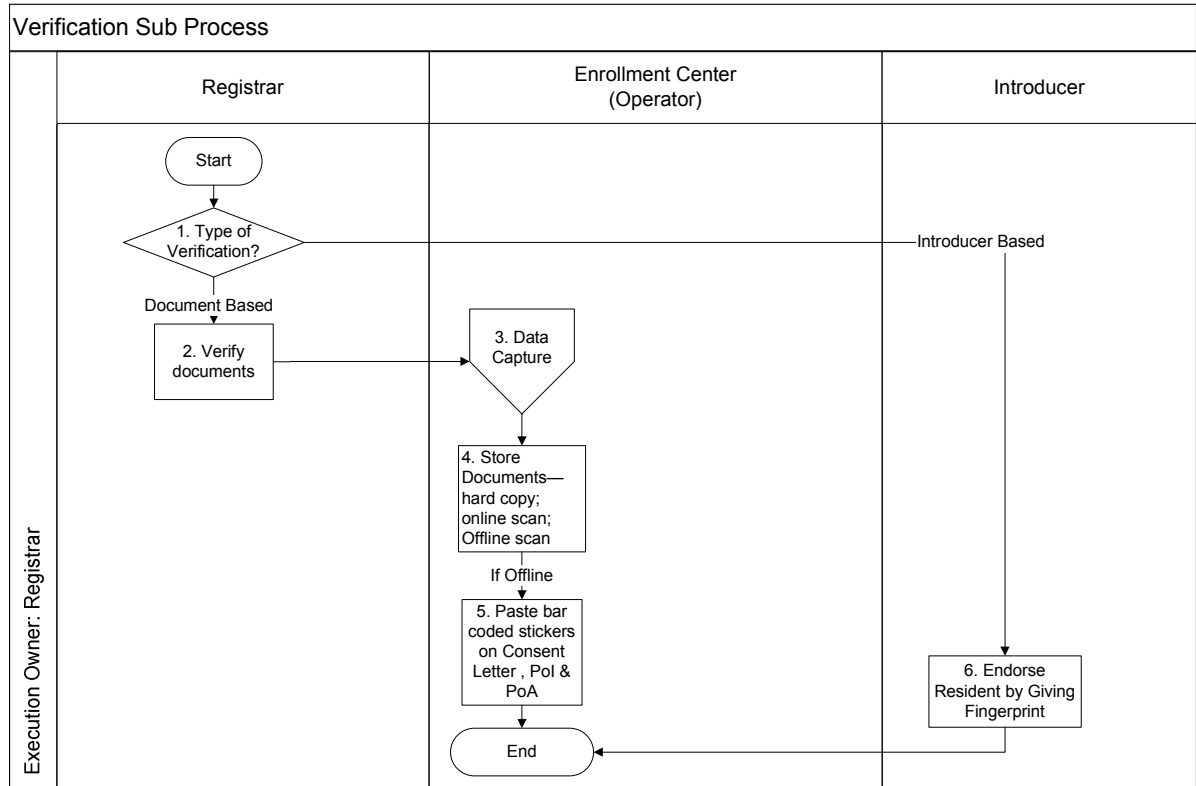 Verification Sub Process
Registrar
Enrollment Center
(Operator)
Introducer
Execution Owner: Registrar
Start
1. Type of
Verification?
Introducer Based
Document Based
2. Verify
documents
3. Data
Capture
4. Store
Documents—
hard copy;
online scan;
Offline scan
If Offline
5. Paste bar
coded stickers
on Consent
Letter , PoI &
PoA
6. Endorse
Resident by Giving
Fingerprint
End